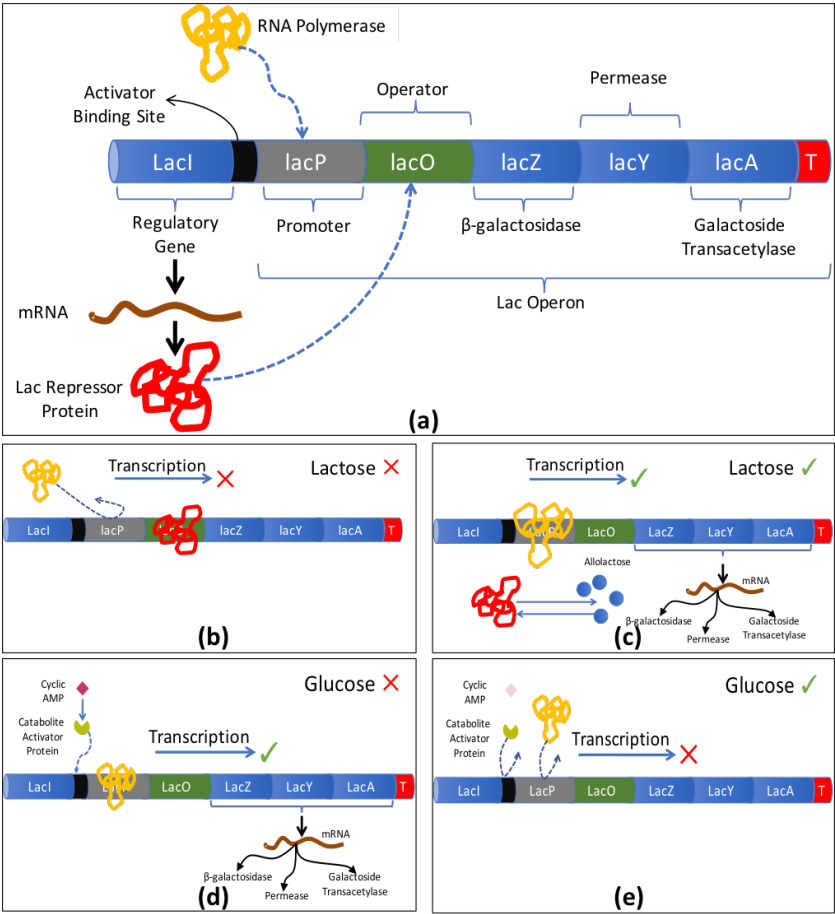 RNA Polymerase
Activator
Binding Site
Operator
Permease
LacI
lacP
lacO
lacZ
lacY
lacA
T
Regulatory
Gene
Promoter
β-galactosidase
Galactoside
Transacetylase
Lac Operon
mRNA
Lac Repressor
Protein
(a)
Transcription
Lactose
LacI
lacP
lacZ
lacY
lacA
T
(b)
Transcription
Lactose
LacI
LacO
LacZ
LacY
LacA
T
Allolactose
mRNA
β-galactosidase
Permease
Galactoside
Transacetylase
(c)
Cyclic
AMP
Catabolite
Activator
Protein
Glucose
Transcription
LacI
LacO
LacZ
LacY
LacA
T
mRNA
β-galactosidase
Permease
Galactoside
Transacetylase
(d)
Cyclic
AMP
Catabolite
Activator
Protein
Glucose
Transcription
LacI
LacP
LacO
LacZ
LacY
LacA
T
(e)